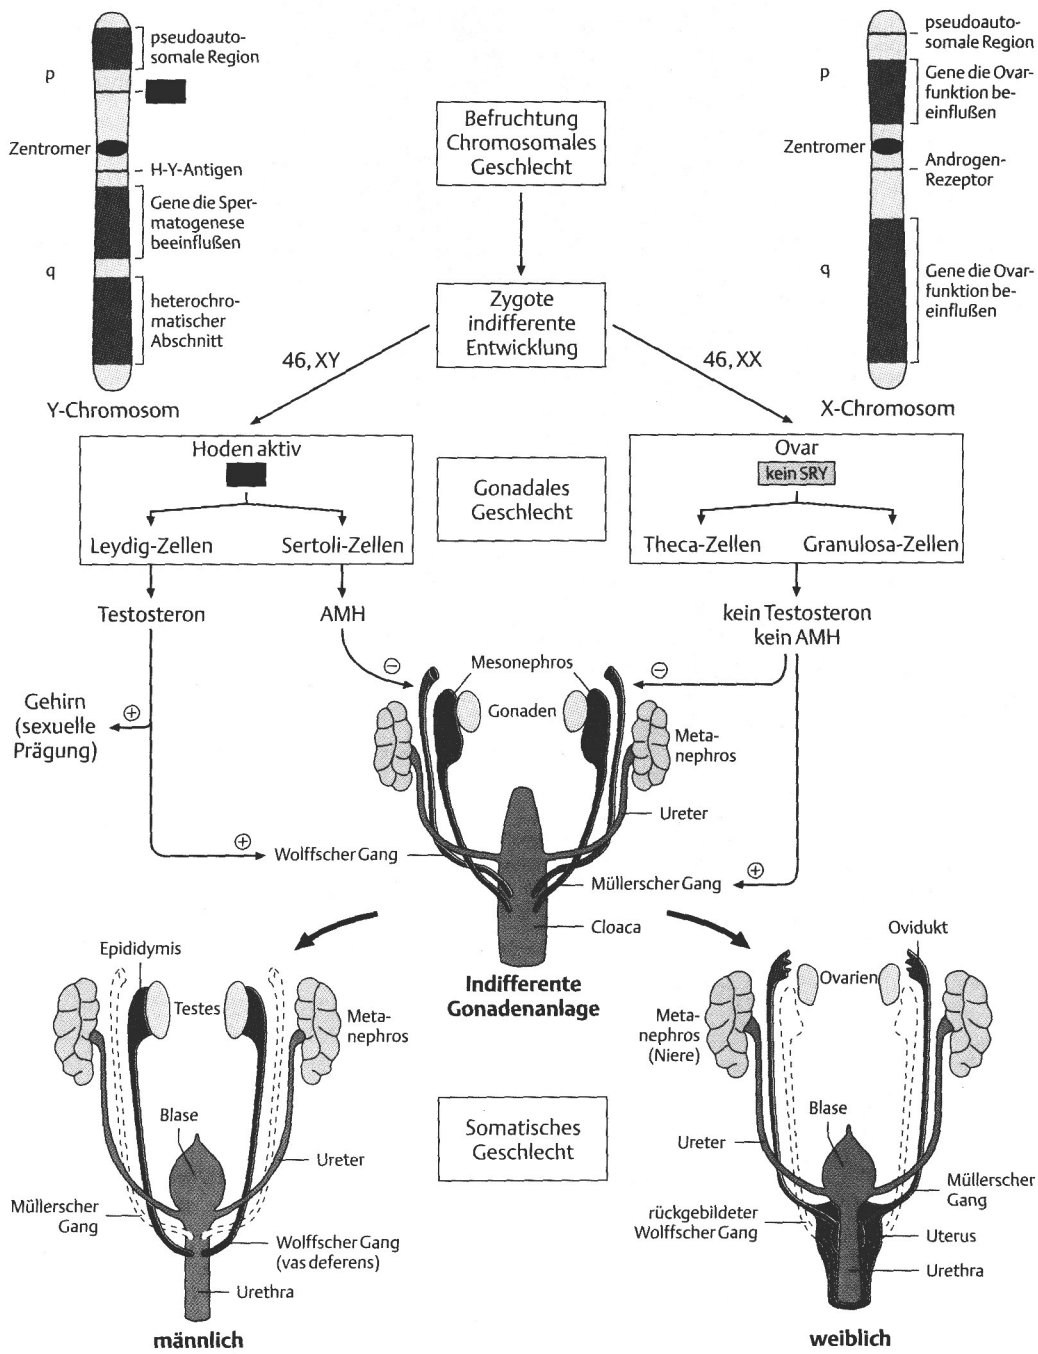 pseudoauto-
somale Region
p
Zentromer
H-Y-Antigen
Gene die Sper-
matogenese
beeinflußen
q
heterochro-
matischer
Abschnitt
Y-Chromosom
Befruchtung
Chromosomales
Geschlecht
Zygote
indifferente
Entwicklung
46, XY
46, XX
pseudoauto-
somale Region
p
Gene die Ovar-
funktion be-
einflußen
Zentromer
Androgen-
Rezeptor
q
Gene die Ovar-
funktion be-
einflußen
X-Chromosom
Hoden aktiv
Leydig-Zellen
Sertoli-Zellen
Gonadales
Geschlecht
Ovar
kein SRY
Theca-Zellen
Granulosa-Zellen
Testosteron
AMH
kein Testosteron
kein AMH
Gehirn
(sexuelle
Prägung)
Mesonephros
Gonaden
Meta-
nephros
Ureter
Wolffscher Gang
Müllerscher Gang
Cloaca
Indifferente
Gonadenanlage
Epididymis
Testes
Meta-
nephros
Blase
Ureter
Müllerscher
Gang
Wolffscher Gang
(vas deferens)
Urethra
männlich
Somatisches
Geschlecht
Ovidukt
Ovarien
Meta-
nephros
(Niere)
Blase
Ureter
Müllerscher
Gang
rückgebildeter
Wolffscher Gang
Uterus
Urethra
weiblich